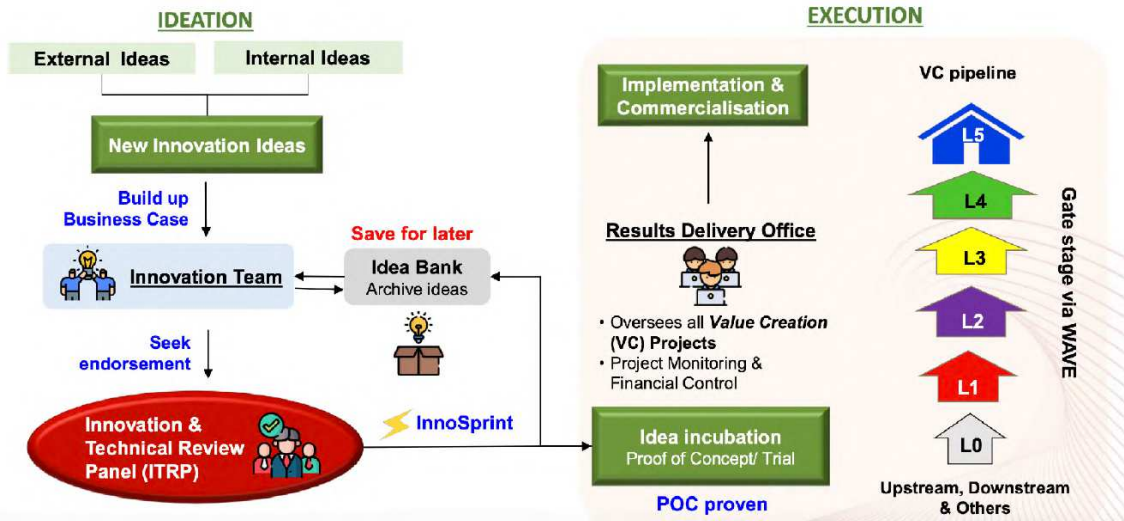 IDEATION
External Ideas
Internal Ideas
New Innovation Ideas
Build up
Business Case
Innovation Team
Save for later
Idea Bank
Archive ideas
Seek
endorsement
Innovation &
Technical Review
Panel (ITRP)
InnoSprint
EXECUTION
Implementation &
Commercialisation
Results Delivery Office
• Oversees all Value Creation
(VC) Projects
• Project Monitoring &
Financial Control
Idea incubation
Proof of Concept/ Trial
POC proven
VC pipeline
L5
L4
L3
L2
L1
L0
Upstream, Downstream
& Others
Gate stage via WAVE